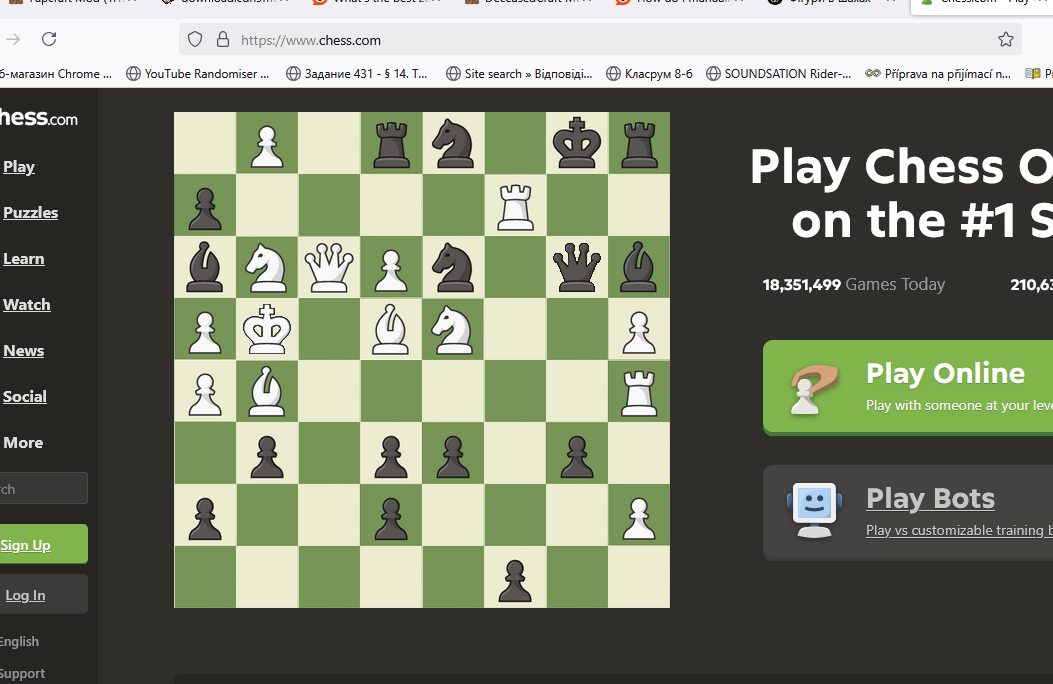 https://www.chess.com
б-магазин Chrome ... YouTube Randomiser ... Задание 431 - § 14. Т... Site search » Відповіді... Класрум 8-б SOUNDSATION Rider-... Příprava na přijímací n...
hess.com
Play
Puzzles
Learn
Watch
News
Social
More
ch
Sign Up
Log In
English
Support
Play Chess O
on the #1 S
18,351,499 Games Today 210,63
Play Online
Play with someone at your leve
Play Bots
Play vs customizable training b